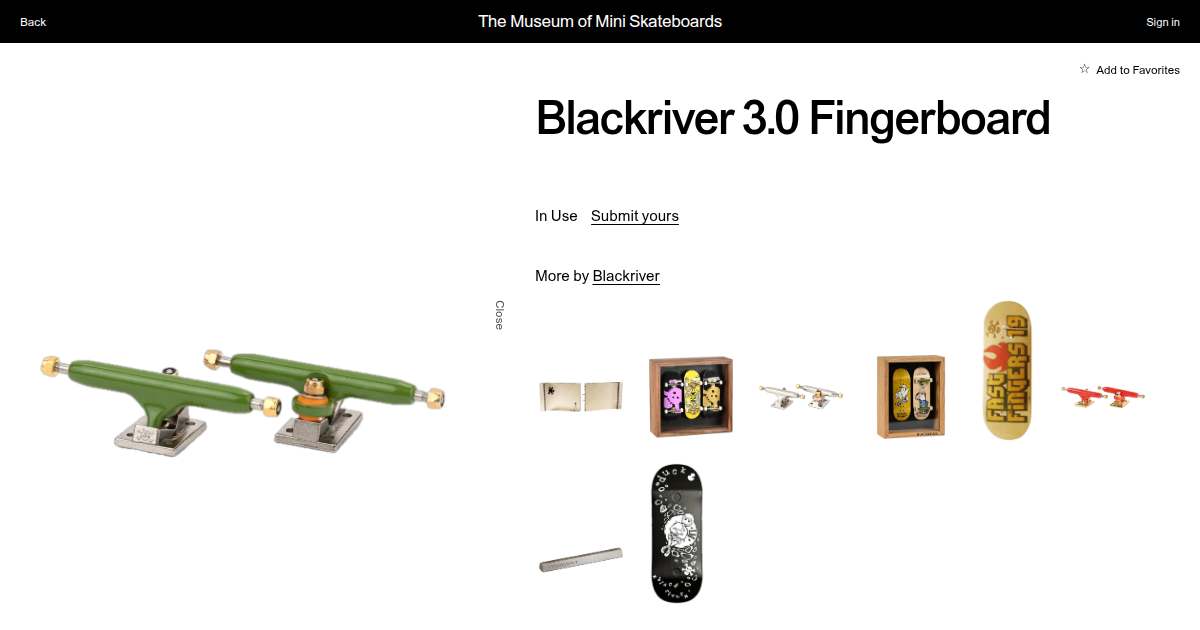 Back
The Museum of Mini Skateboards
Sign in
☆ Add to Favorites
Blackriver 3.0 Fingerboard
In Use Submit yours
More by Blackriver
Close
FAST
FINGERS 19